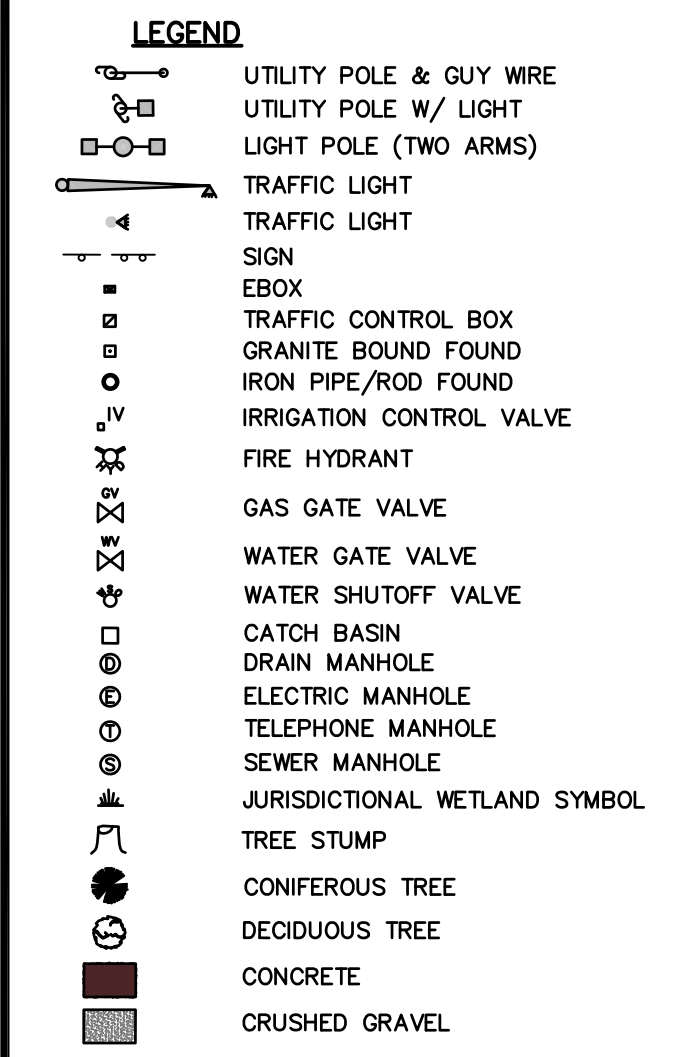 LEGEND
UTILITY POLE & GUY WIRE
UTILITY POLE W/ LIGHT
LIGHT POLE (TWO ARMS)
TRAFFIC LIGHT
TRAFFIC LIGHT
SIGN
EBOX
TRAFFIC CONTROL BOX
GRANITE BOUND FOUND
IRON PIPE/ROD FOUND
IV IRRIGATION CONTROL VALVE
FIRE HYDRANT
GV
GAS GATE VALVE
WV
WATER GATE VALVE
S WATER SHUTOFF VALVE
CATCH BASIN
D DRAIN MANHOLE
E ELECTRIC MANHOLE
T TELEPHONE MANHOLE
S SEWER MANHOLE
JURISDICTIONAL WETLAND SYMBOL
TREE STUMP
CONIFEROUS TREE
DECIDUOUS TREE
CONCRETE
CRUSHED GRAVEL